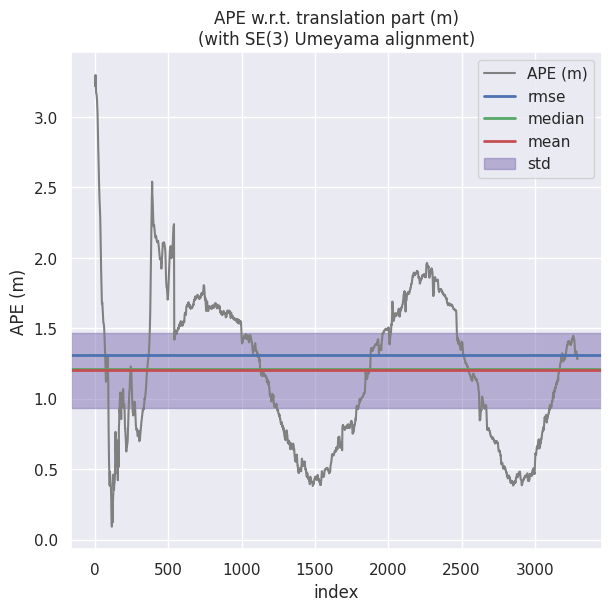 APE w.r.t. translation part (m)
(with SE(3) Umeyama alignment)
APE (m)
rmse
median
mean
std
APE (m)
3.0
2.5
2.0
1.5
1.0
0.5
0.0
0 500 1000 1500 2000 2500 3000
index